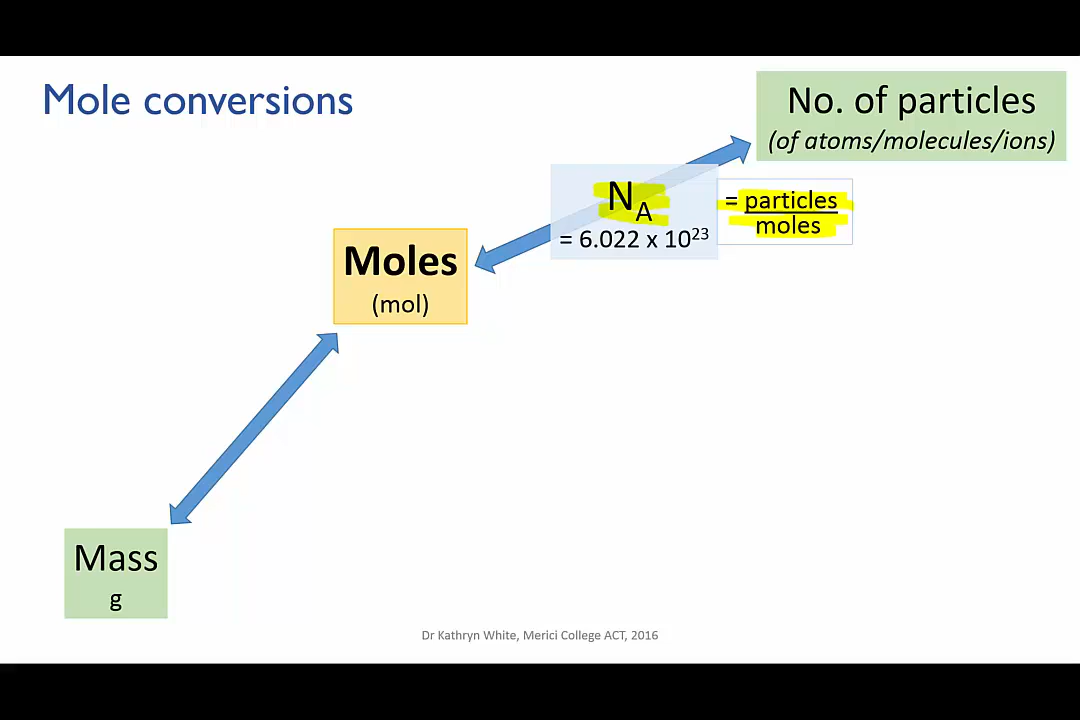 Mole conversions
No. of particles
(of atoms/molecules/ions)
N_A
= 6.022 x 10²³
= particles
moles
Moles
(mol)
Mass
g
Dr Kathryn White, Merici College ACT, 2016